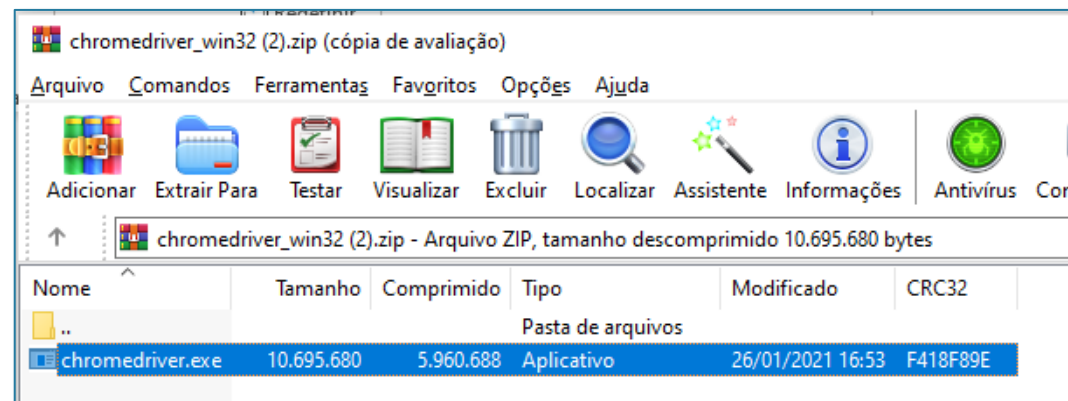 chromedriver_win32 (2).zip (cópia de avaliação)
Arquivo Comandos Ferramentas Favoritos Opções Ajuda
Adicionar Extrair Para Testar Visualizar Excluir Localizar Assistente Informações Antivírus
chromedriver_win32 (2).zip - Arquivo ZIP, tamanho descomprimido 10.695.680 bytes
Nome Tamanho Comprimido Tipo Modificado CRC32
.. Pasta de arquivos
chromedriver.exe 10.695.680 5.960.688 Aplicativo 26/01/2021 16:53 F418F89E